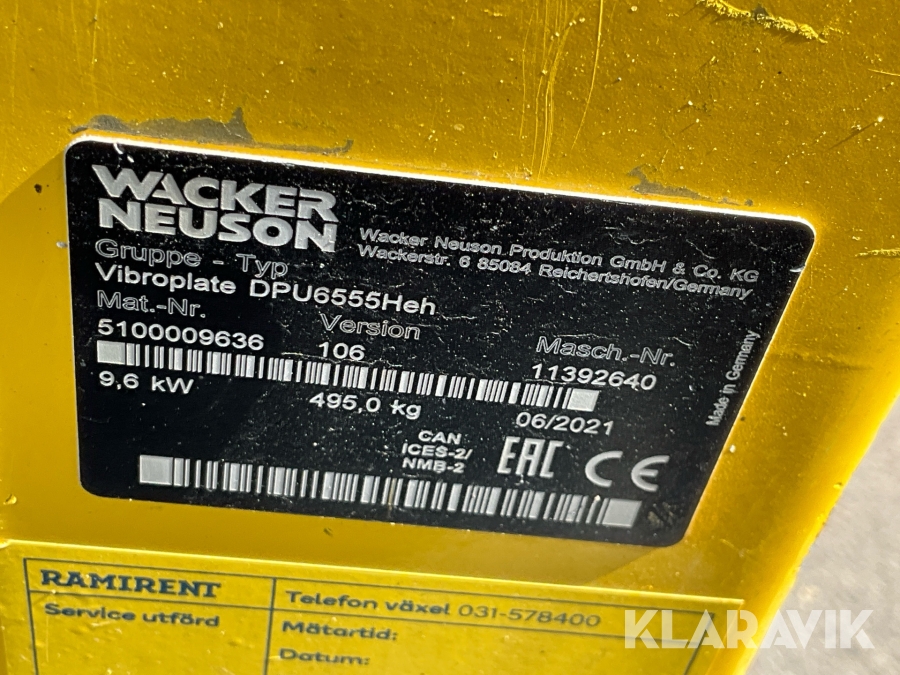 WACKER
NEUSON
Wacker Neuson Produktion GmbH & Co. KG
Wackerstr. 6 85084 Reichertshofen/Germany
Gruppe - Typ
Vibroplate DPU6555Heh
Mat.-Nr.
Version
Masch.-Nr.
5100009636
106
11392640
9,6 kW
495,0 kg
06/2021
Made in Germany
CAN
ICES-2/
NMB-2
EAC
CE
RAMIRENT
Telefon växel 031-578400
Service utförd
Mätartid:
Datum:
KLARAVIK